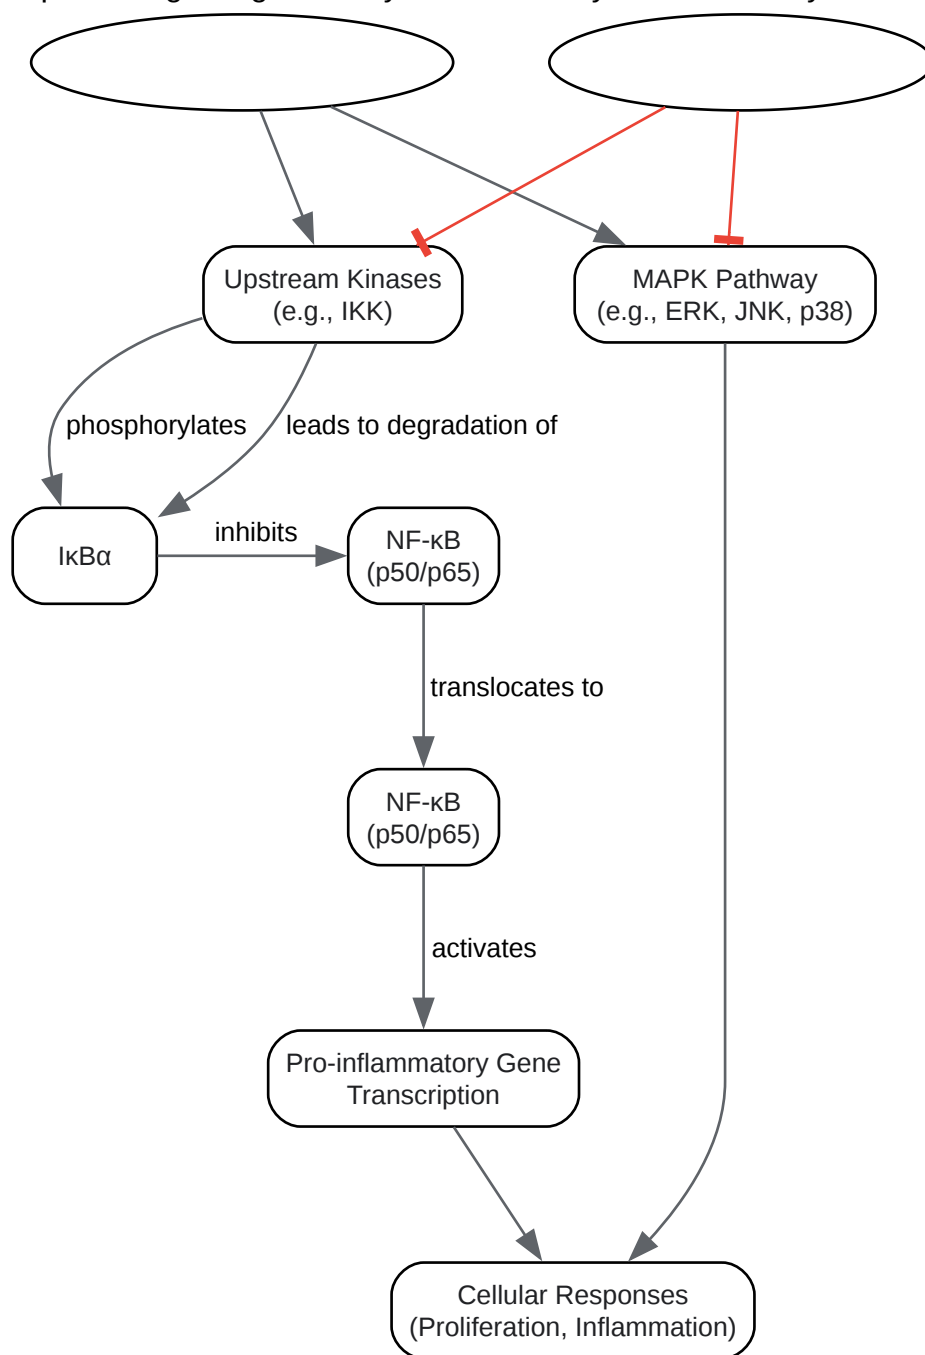 Upstream Kinases
(e.g., IKK)
MAPK Pathway
(e.g., ERK, JNK, p38)
phosphorylates
leads to degradation of
IκBα
inhibits
NF-κB
(p50/p65)
translocates to
NF-κB
(p50/p65)
activates
Pro-inflammatory Gene
Transcription
Cellular Responses
(Proliferation, Inflammation)